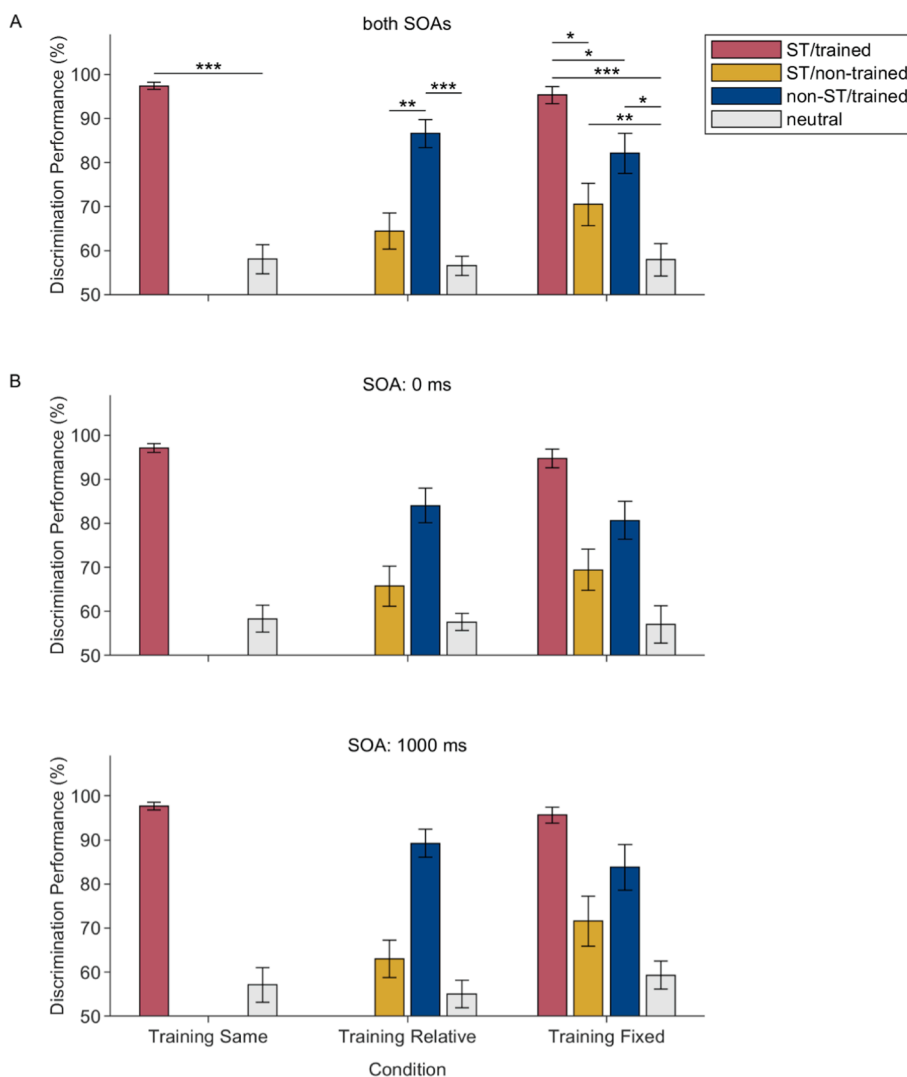 A
both SOAs
ST/trained
ST/non-trained
non-ST/trained
neutral
Discrimination Performance (%)
100
90
80
70
60
50
***
**
***
*
*
***
*
**
B
SOA: 0 ms
Discrimination Performance (%)
100
90
80
70
60
50
SOA: 1000 ms
Discrimination Performance (%)
100
90
80
70
60
50
Training Same
Training Relative
Training Fixed
Condition